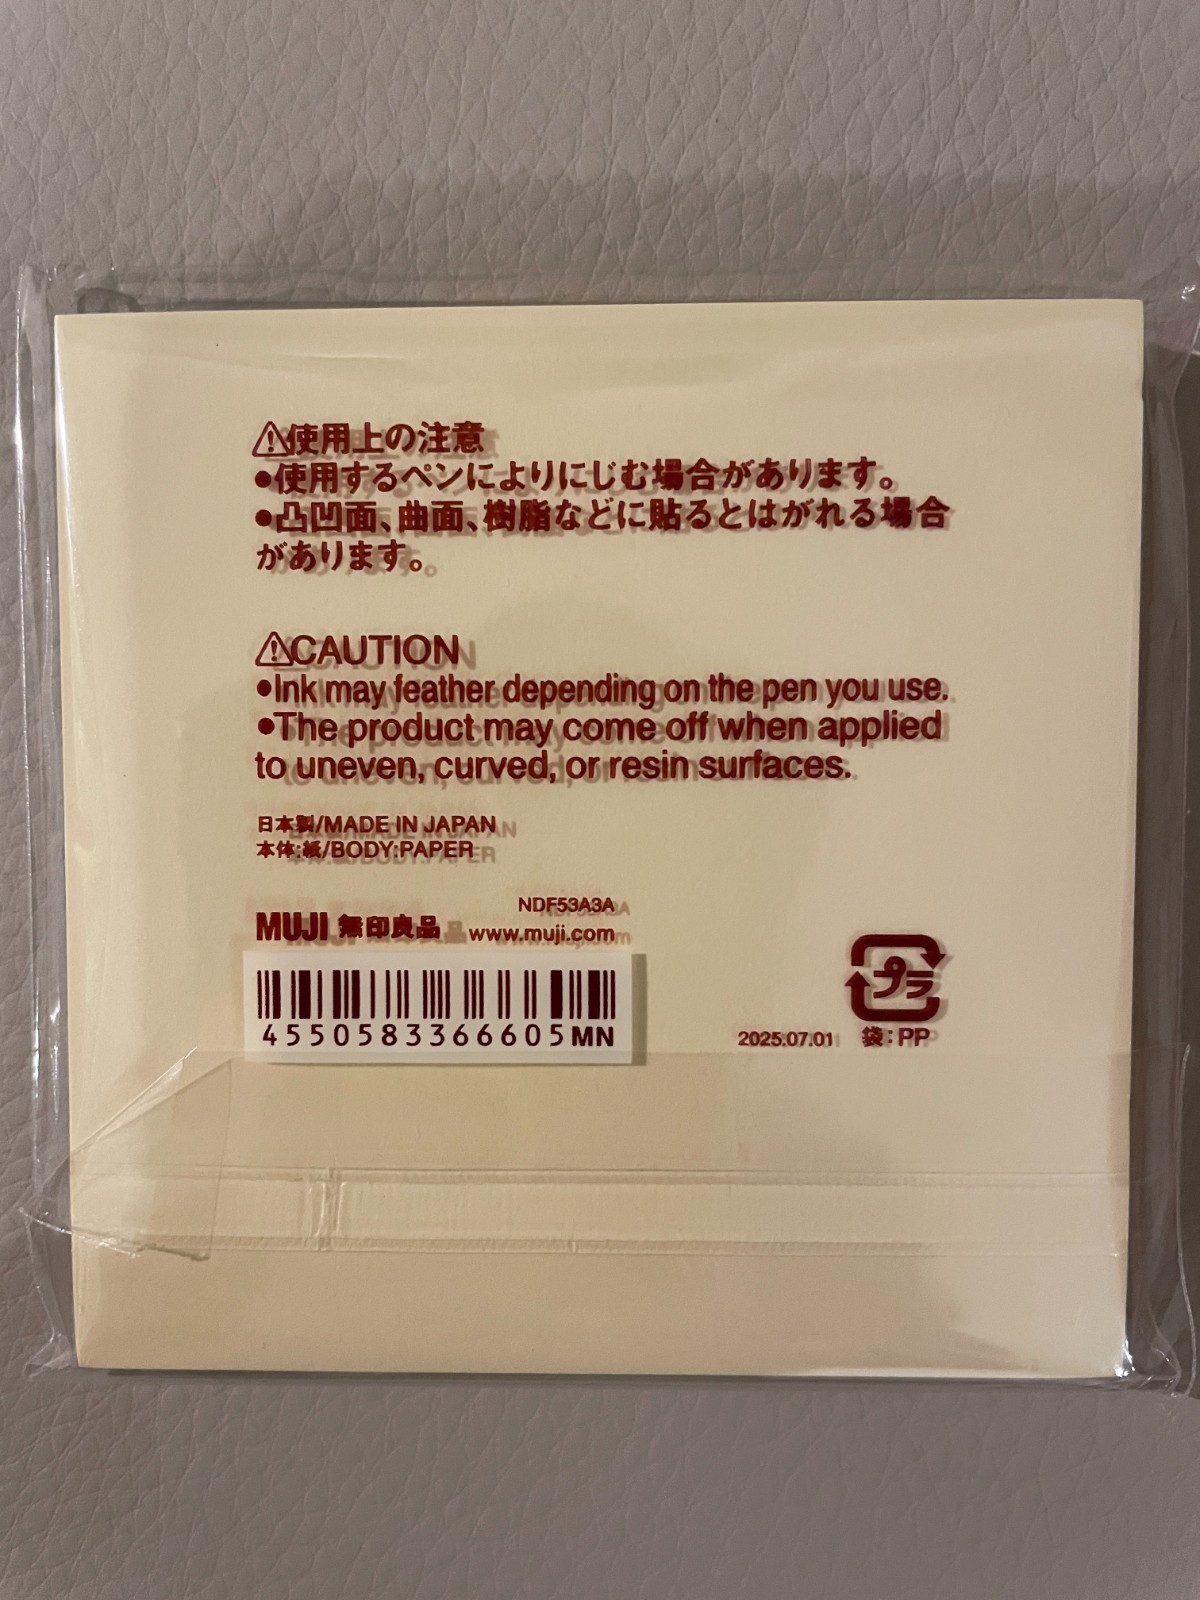 ⚠使用上の注意
●使用するペンによりにじむ場合があります。
●凸凹面、曲面、樹脂などに貼るとはがれる場合
があります。
⚠CAUTION
●Ink may feather depending on the pen you use.
●The product may come off when applied
to uneven, curved, or resin surfaces.
日本製/MADE IN JAPAN
本体:紙/BODY:PAPER
NDF53A3A
MUJI 無印良品 www.muji.com
4550583366605MN
プラ
2025.07.01 袋:PP